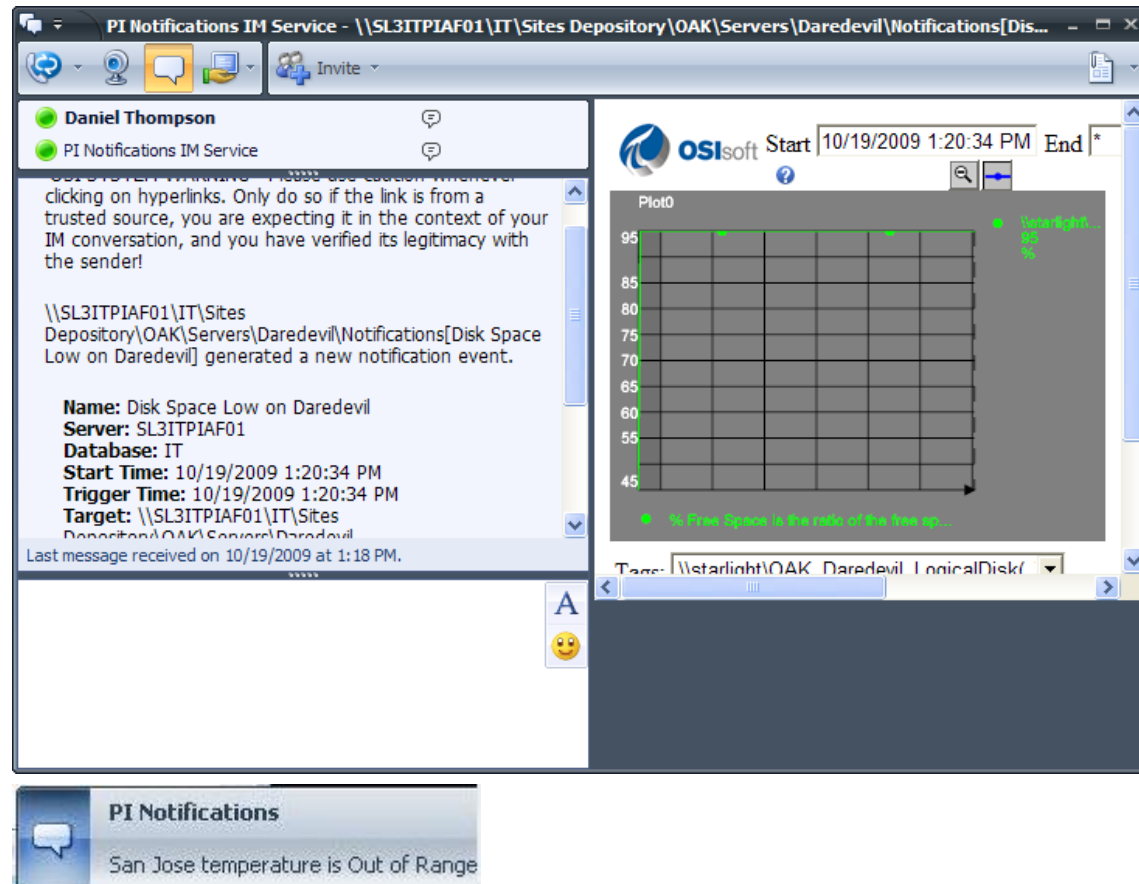 PI Notifications IM Service - \\SL3ITPIAF01\IT\Sites Depository\OAK\Servers\Daredevil\Notifications[Dis...
Invite
Daniel Thompson
PI Notifications IM Service
clicking on hyperlinks. Only do so if the link is from a
trusted source, you are expecting it in the context of your
IM conversation, and you have verified its legitimacy with
the sender!
\\SL3ITPIAF01\IT\Sites
Depository\OAK\Servers\Daredevil\Notifications[Disk Space
Low on Daredevil] generated a new notification event.
Name: Disk Space Low on Daredevil
Server: SL3ITPIAF01
Database: IT
Start Time: 10/19/2009 1:20:34 PM
Trigger Time: 10/19/2009 1:20:34 PM
Target: \\SL3ITPIAF01\IT\Sites
Depository\OAK\Servers\Daredevil
Last message received on 10/19/2009 at 1:18 PM.
A
OSIsoft
Start 10/19/2009 1:20:34 PM End *
Plot0
\\starlight\...
95
%
95
85
80
75
70
65
60
55
45
% Free Space is the ratio of the free sp...
Tags: \\starlight\OAK_Daredevil_LogicalDisk(
PI Notifications
San Jose temperature is Out of Range